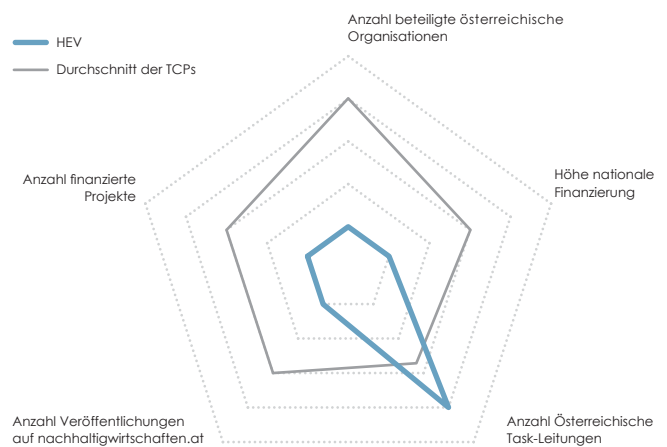 Anzahl beteiligte österreichische
Organisationen
HEV
Durchschnitt der TCPs
Anzahl finanzierte
Projekte
Höhe nationale
Finanzierung
Anzahl Veröffentlichungen
auf nachhaltigwirtschaften.at
Anzahl Österreichische
Task-Leitungen